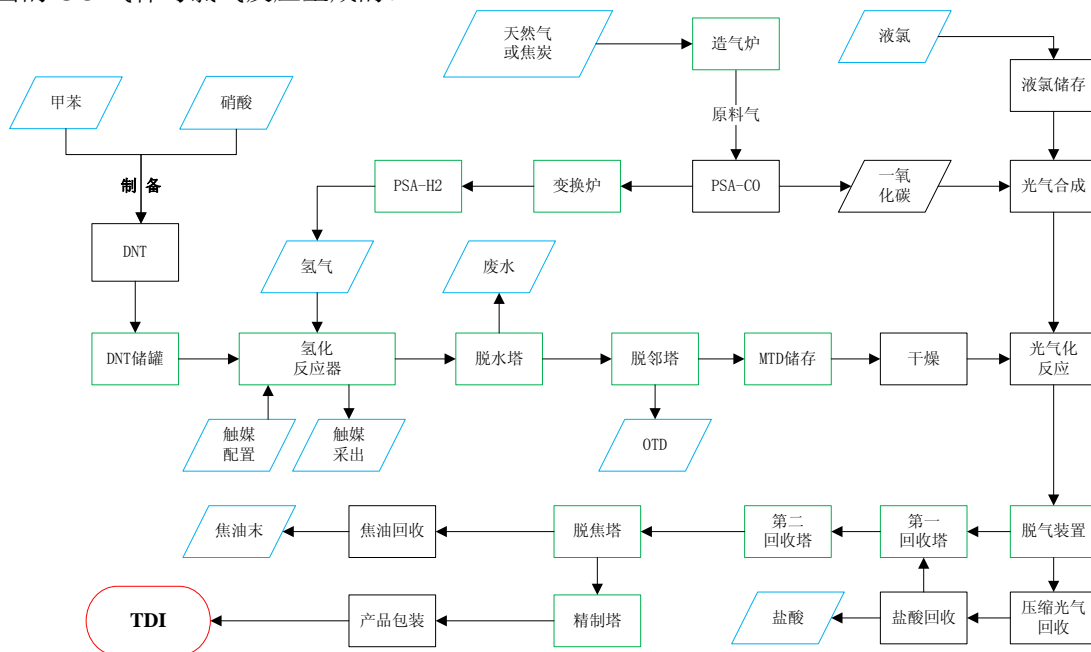 天然气
或焦炭
造气炉
液氯
甲苯
硝酸
液氯储存
原料气
制 备
PSA-H2
变换炉
PSA-CO
一氧
化碳
光气合成
DNT
氢气
废水
DNT储罐
氢化
反应器
脱水塔
脱邻塔
MTD储存
干燥
光气化
反应
触媒
配置
触媒
采出
OTD
焦油末
焦油回收
脱焦塔
第二
回收塔
第一
回收塔
脱气装置
TDI
产品包装
精制塔
盐酸
盐酸回收
压缩光气
回收